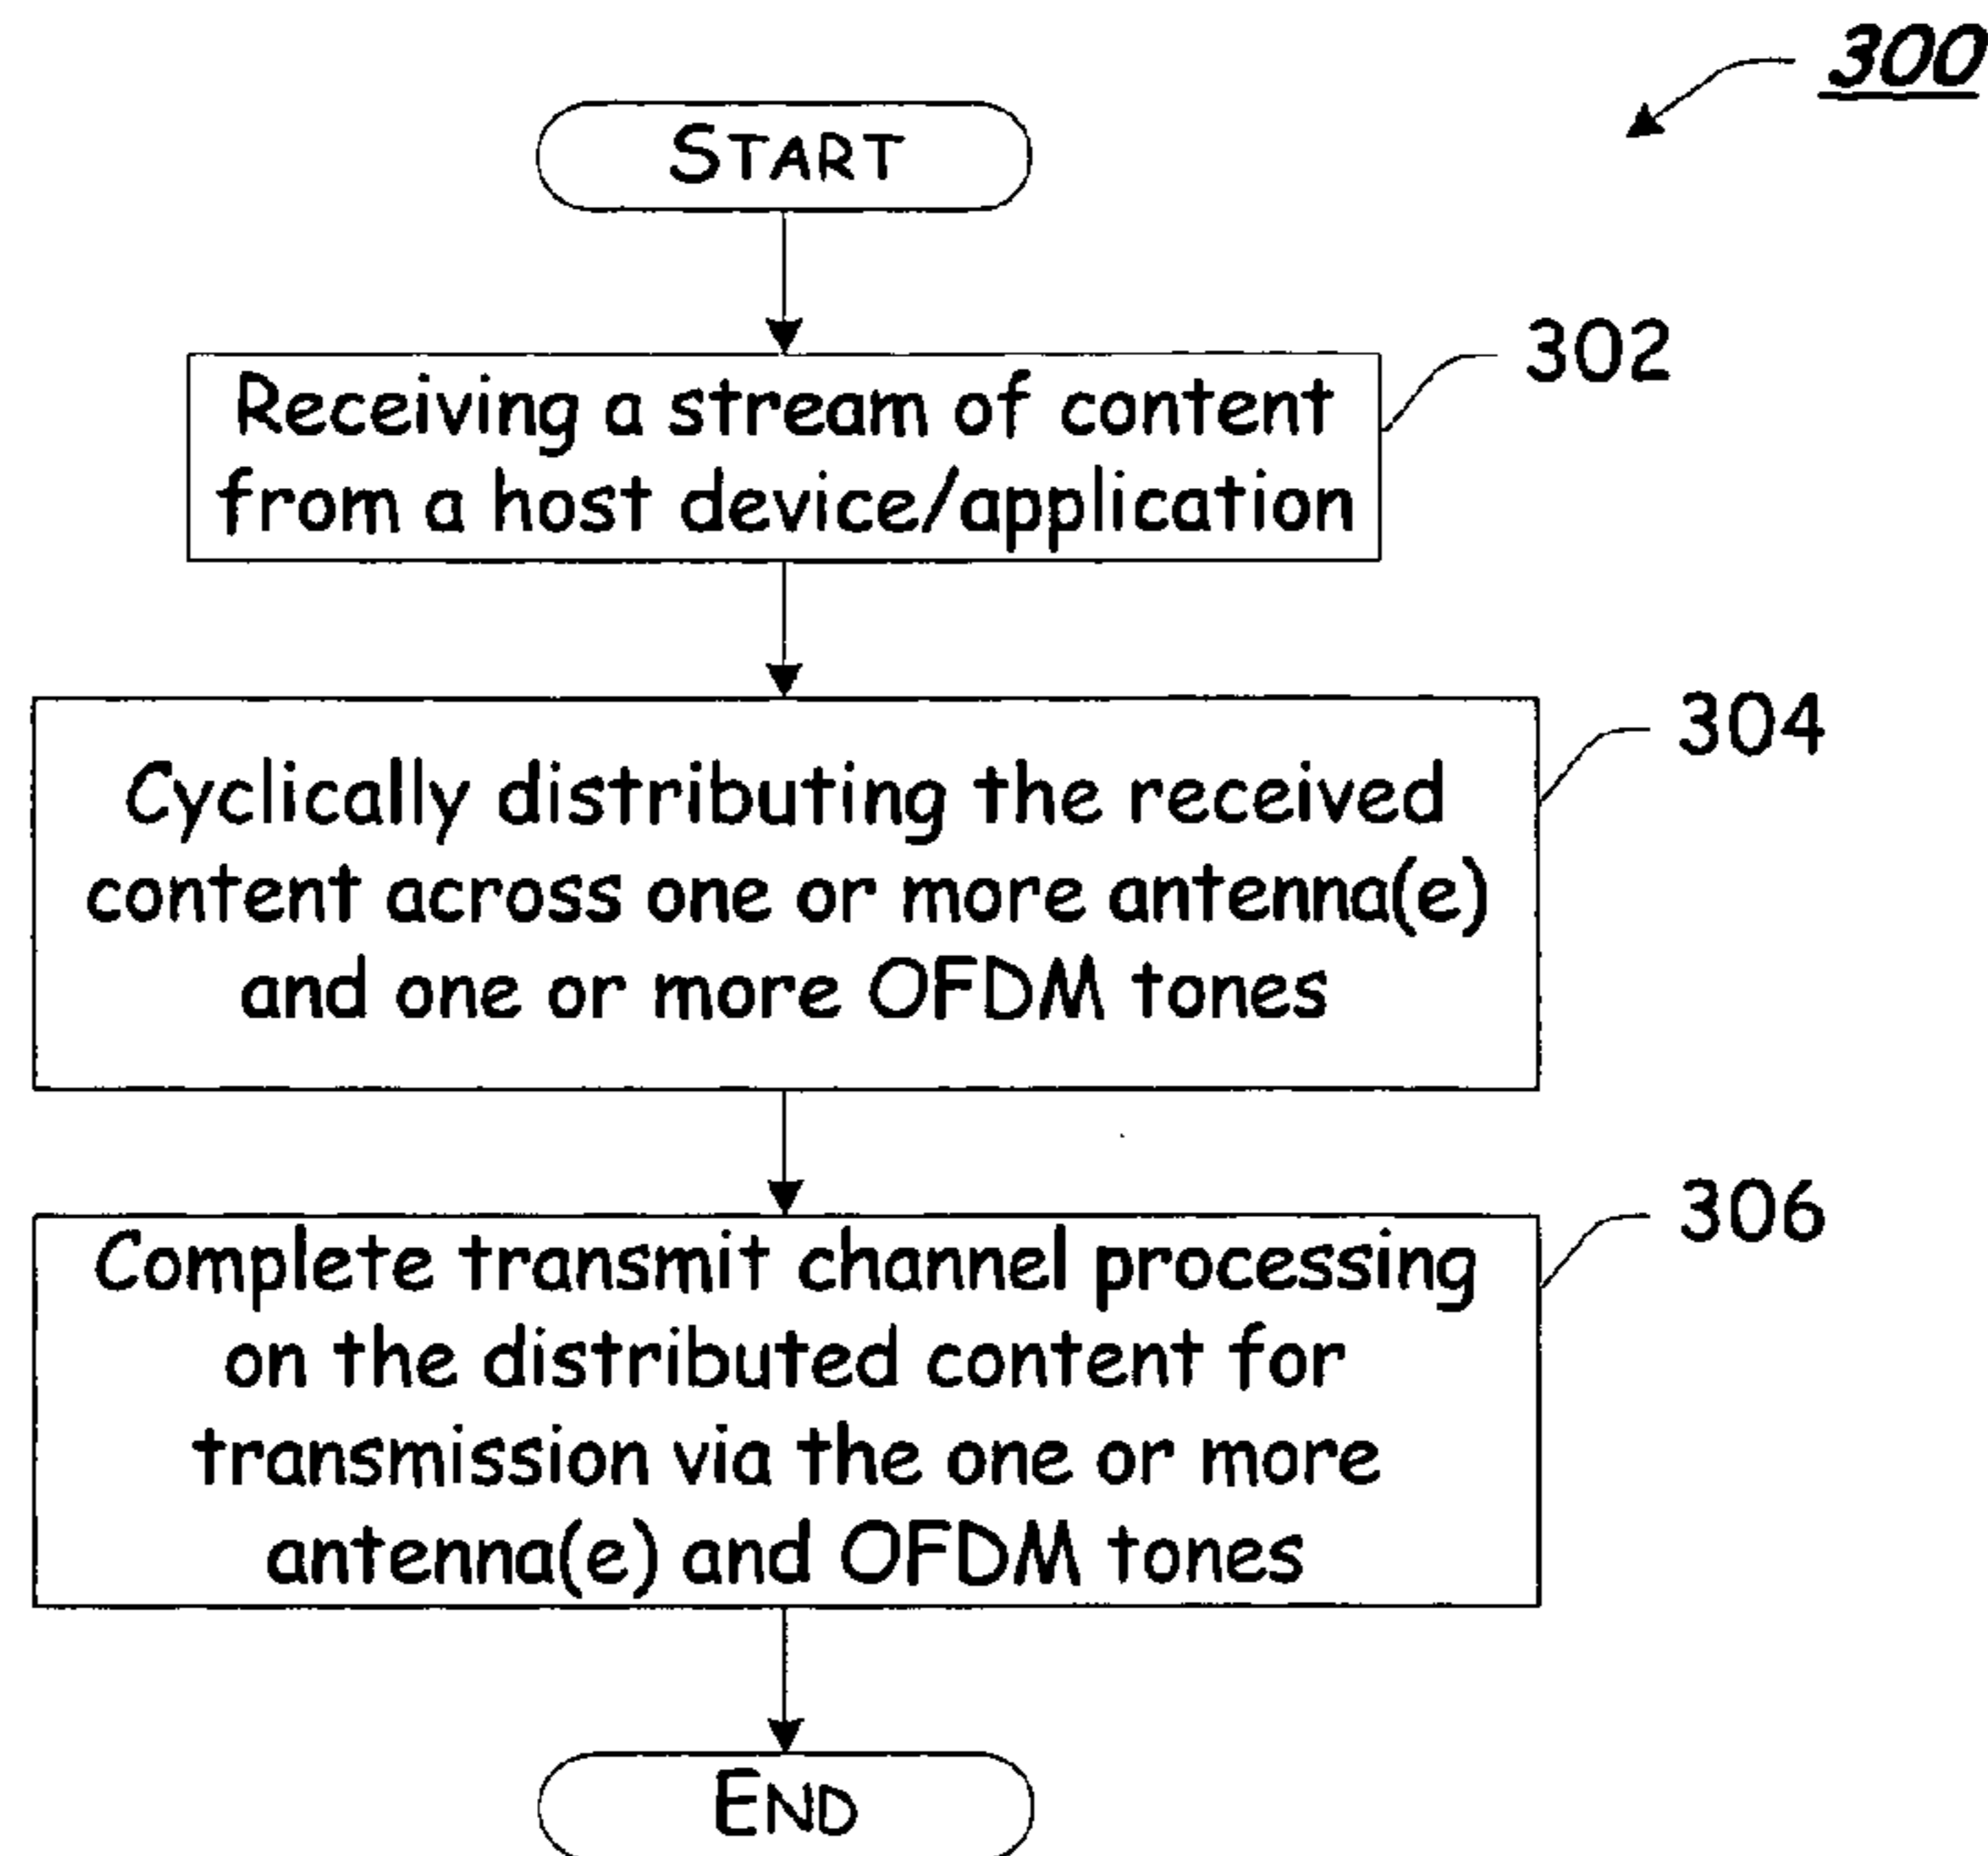 300
START
Receiving a stream of content
from a host device/application
302
Cyclically distributing the received
content across one or more antenna(e)
and one or more OFDM tones
304
Complete transmit channel processing
on the distributed content for
transmission via the one or more
antenna(e) and OFDM tones
306
END